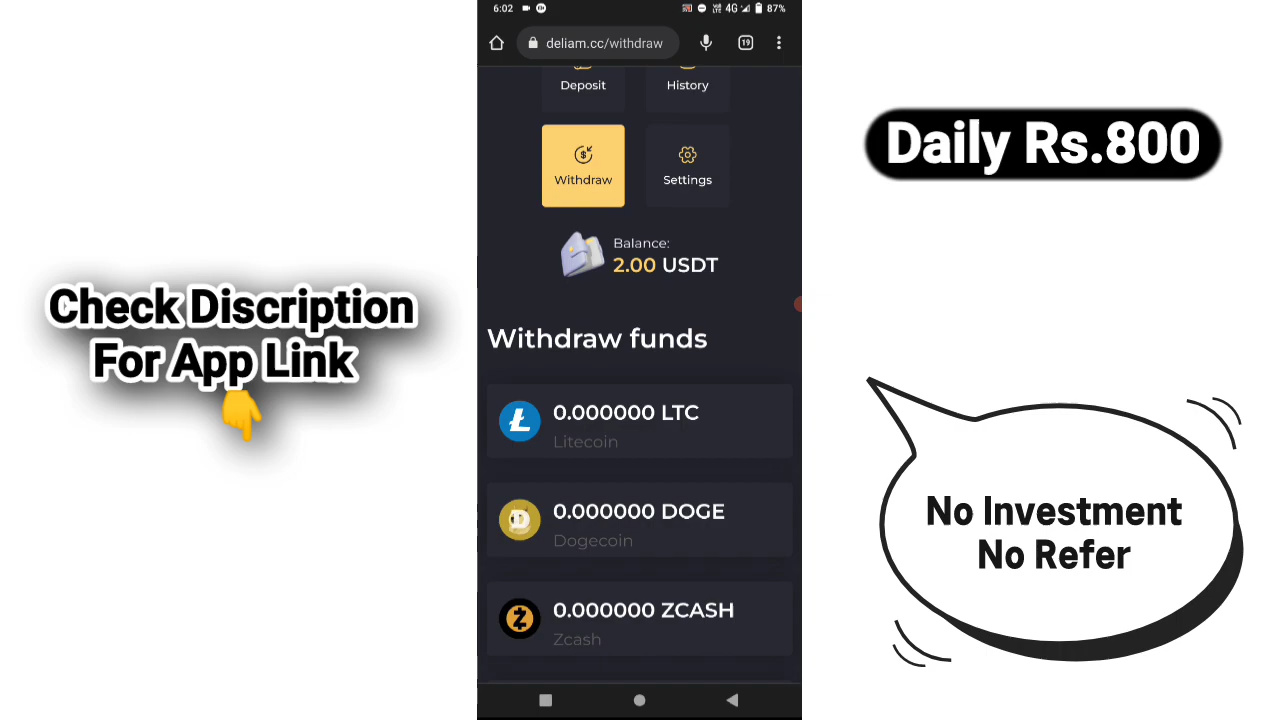 6:02
4G
87%
deliam.cc/withdraw
19
Deposit
History
Withdraw
Settings
Balance:
2.00 USDT
Withdraw funds
0.000000 LTC
Litecoin
0.000000 DOGE
Dogecoin
0.000000 ZCASH
Zcash
Check Discription
For App Link
Daily Rs.800
No Investment
No Refer